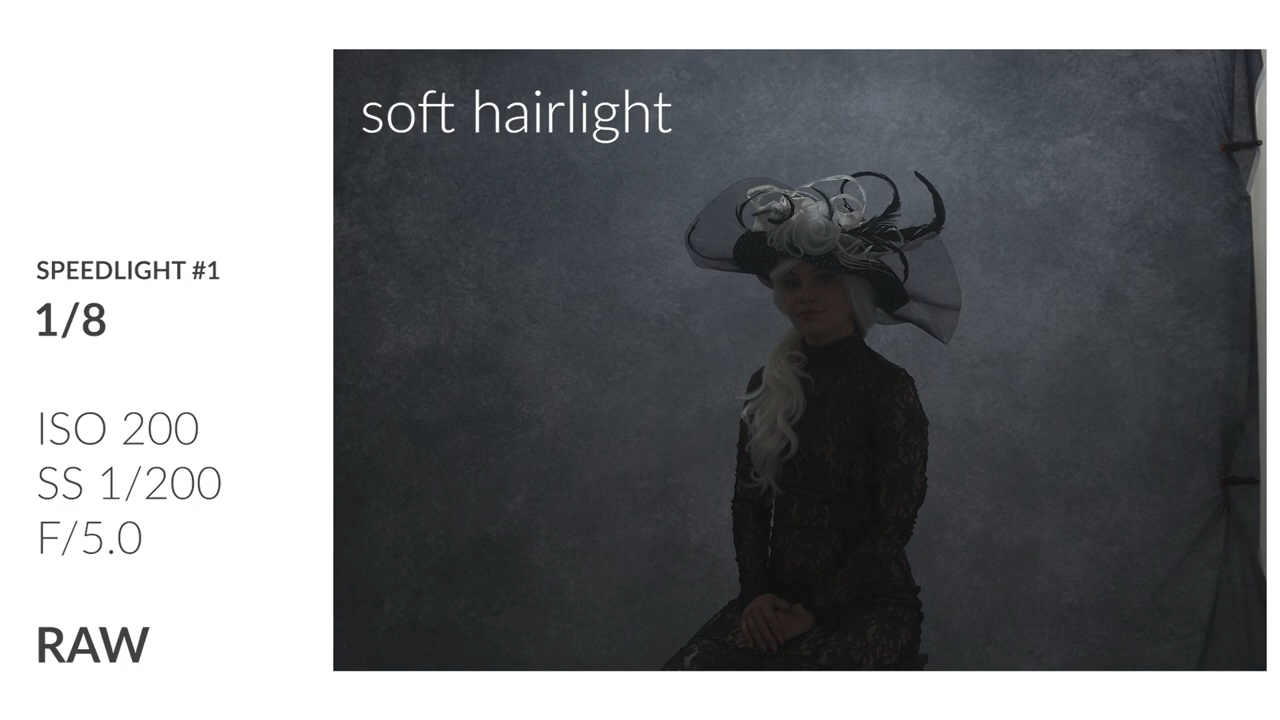 soft hairlight
SPEEDLIGHT #1
1/8
ISO 200
SS 1/200
F/5.0
RAW